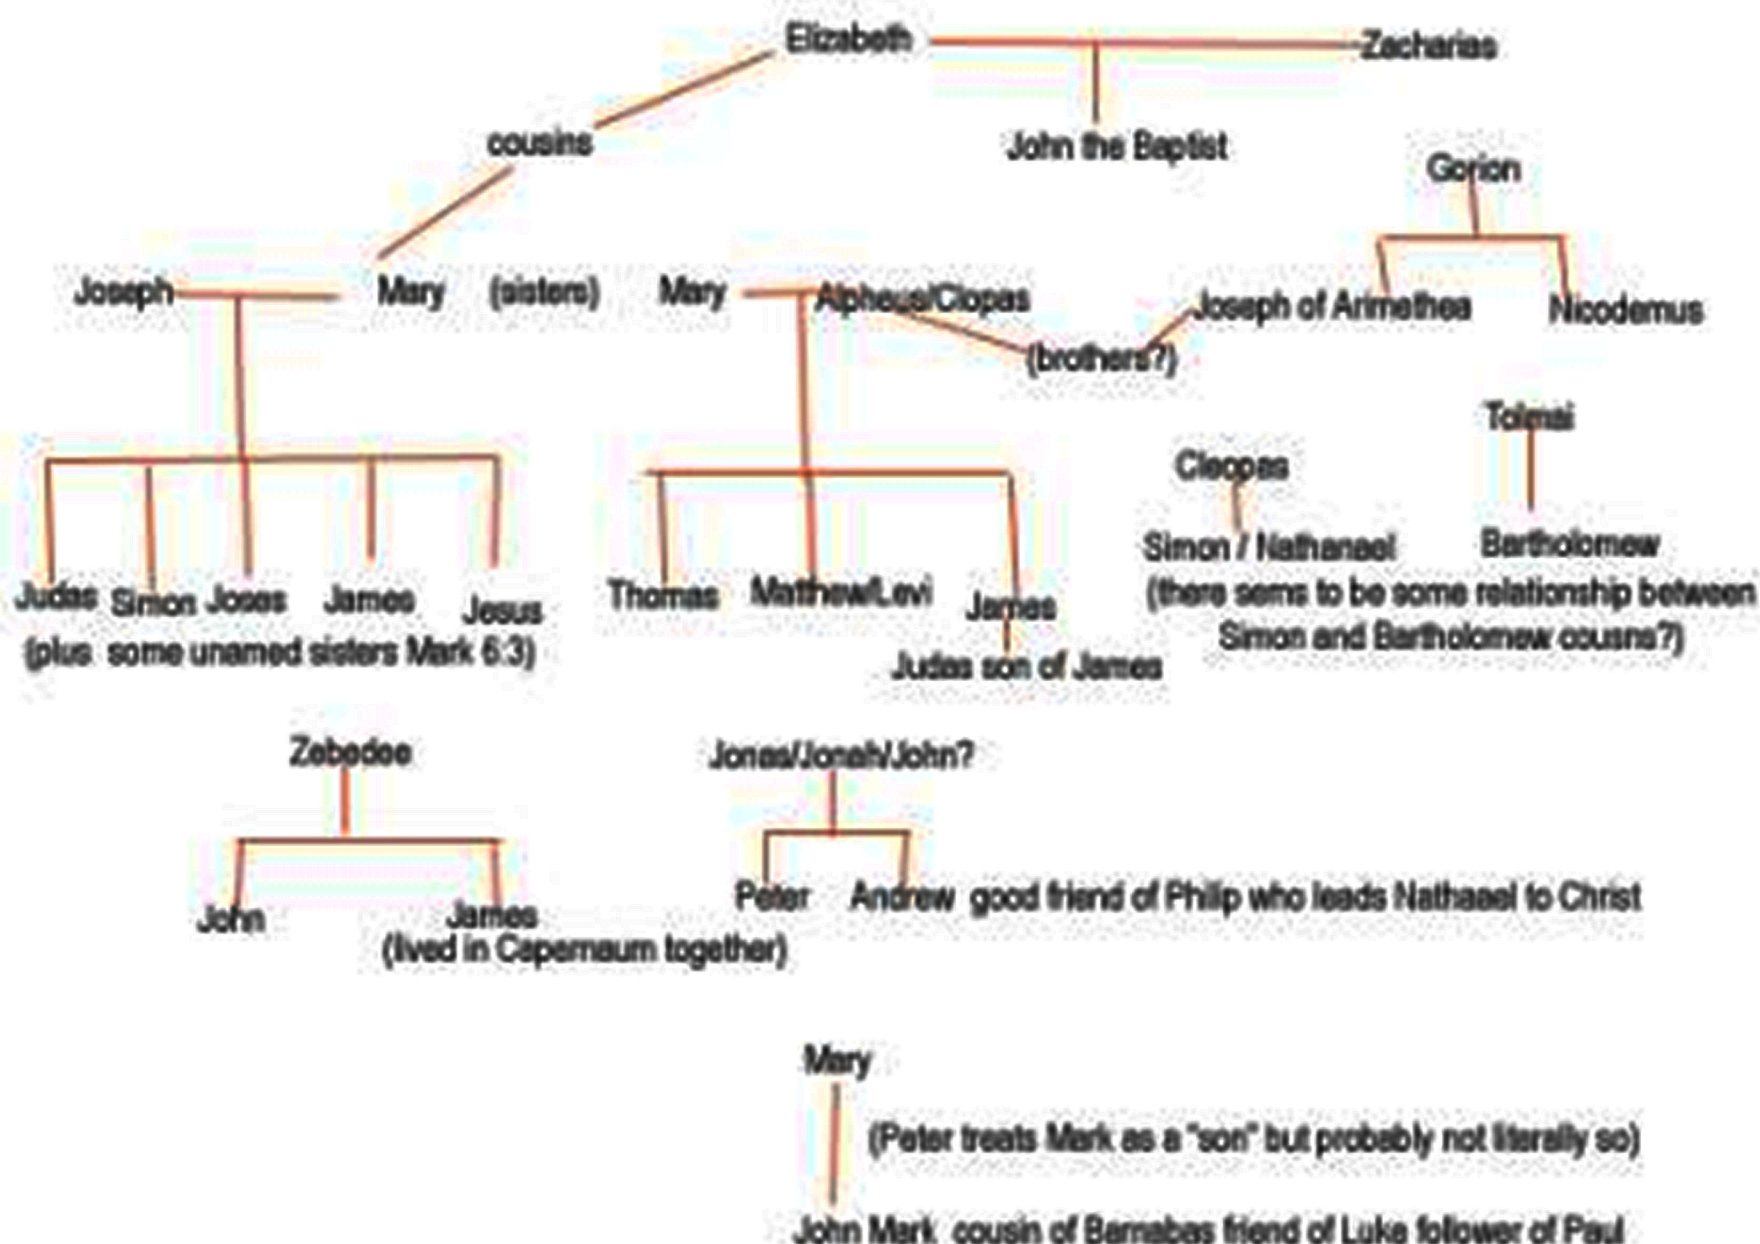 Elizabeth Zacharias
cousins John the Baptist
Gorion
Joseph Mary (sisters) Mary Alpheus/Clopas Joseph of Arimethea Nicodemus
(brothers?)
Tolmai
Cleopas
Simon / Nathanael Bartholomew
(there sems to be some relationship between
Simon and Bartholomew cousns?)
Judas Simon Joses James Jesus Thomas Matthew/Levi James
(plus some unamed sisters Mark 6:3)
Judas son of James
Zebedee Jonas/Jonah/John?
Peter Andrew good friend of Philip who leads Nathaael to Christ
John James
(lived in Capernaum together)
Mary
(Peter treats Mark as a "son" but probably not literally so)
John Mark cousin of Barnabas friend of Luke follower of Paul